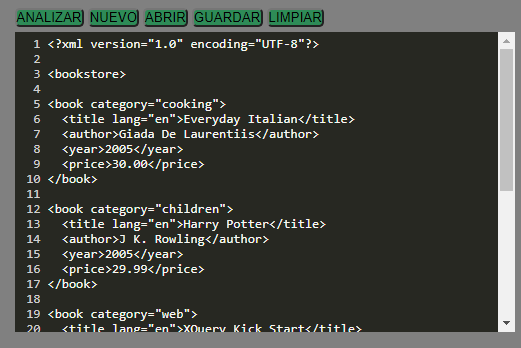 ANALIZAR NUEVO ABRIR GUARDAR LIMPIAR
1 <?xml version="1.0" encoding="UTF-8"?>
2
3 <bookstore>
4
5 <book category="cooking">
6   <title lang="en">Everyday Italian</title>
7   <author>Giada De Laurentiis</author>
8   <year>2005</year>
9   <price>30.00</price>
10 </book>
11
12 <book category="children">
13   <title lang="en">Harry Potter</title>
14   <author>J K. Rowling</author>
15   <year>2005</year>
16   <price>29.99</price>
17 </book>
18
19 <book category="web">
20   <title lang="en">XQuery Kick Start</title>